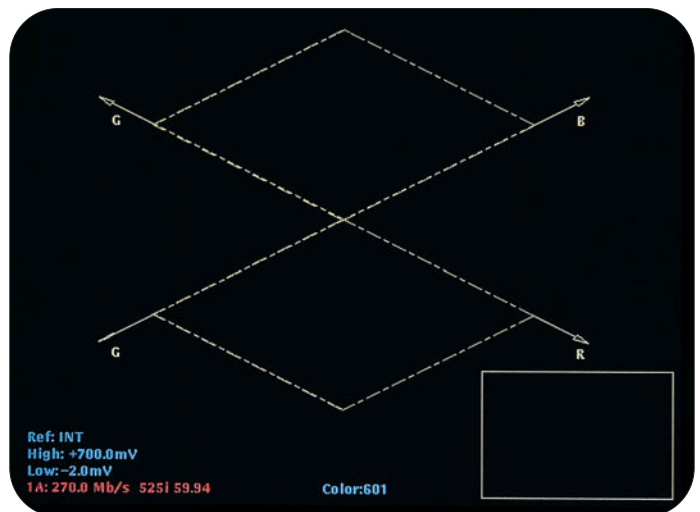 G
B
G
R
Ref: INT
High: +700.0mV
Low:-2.0mV
1A: 270.0 Mb/s 525i 59.94
Color:601